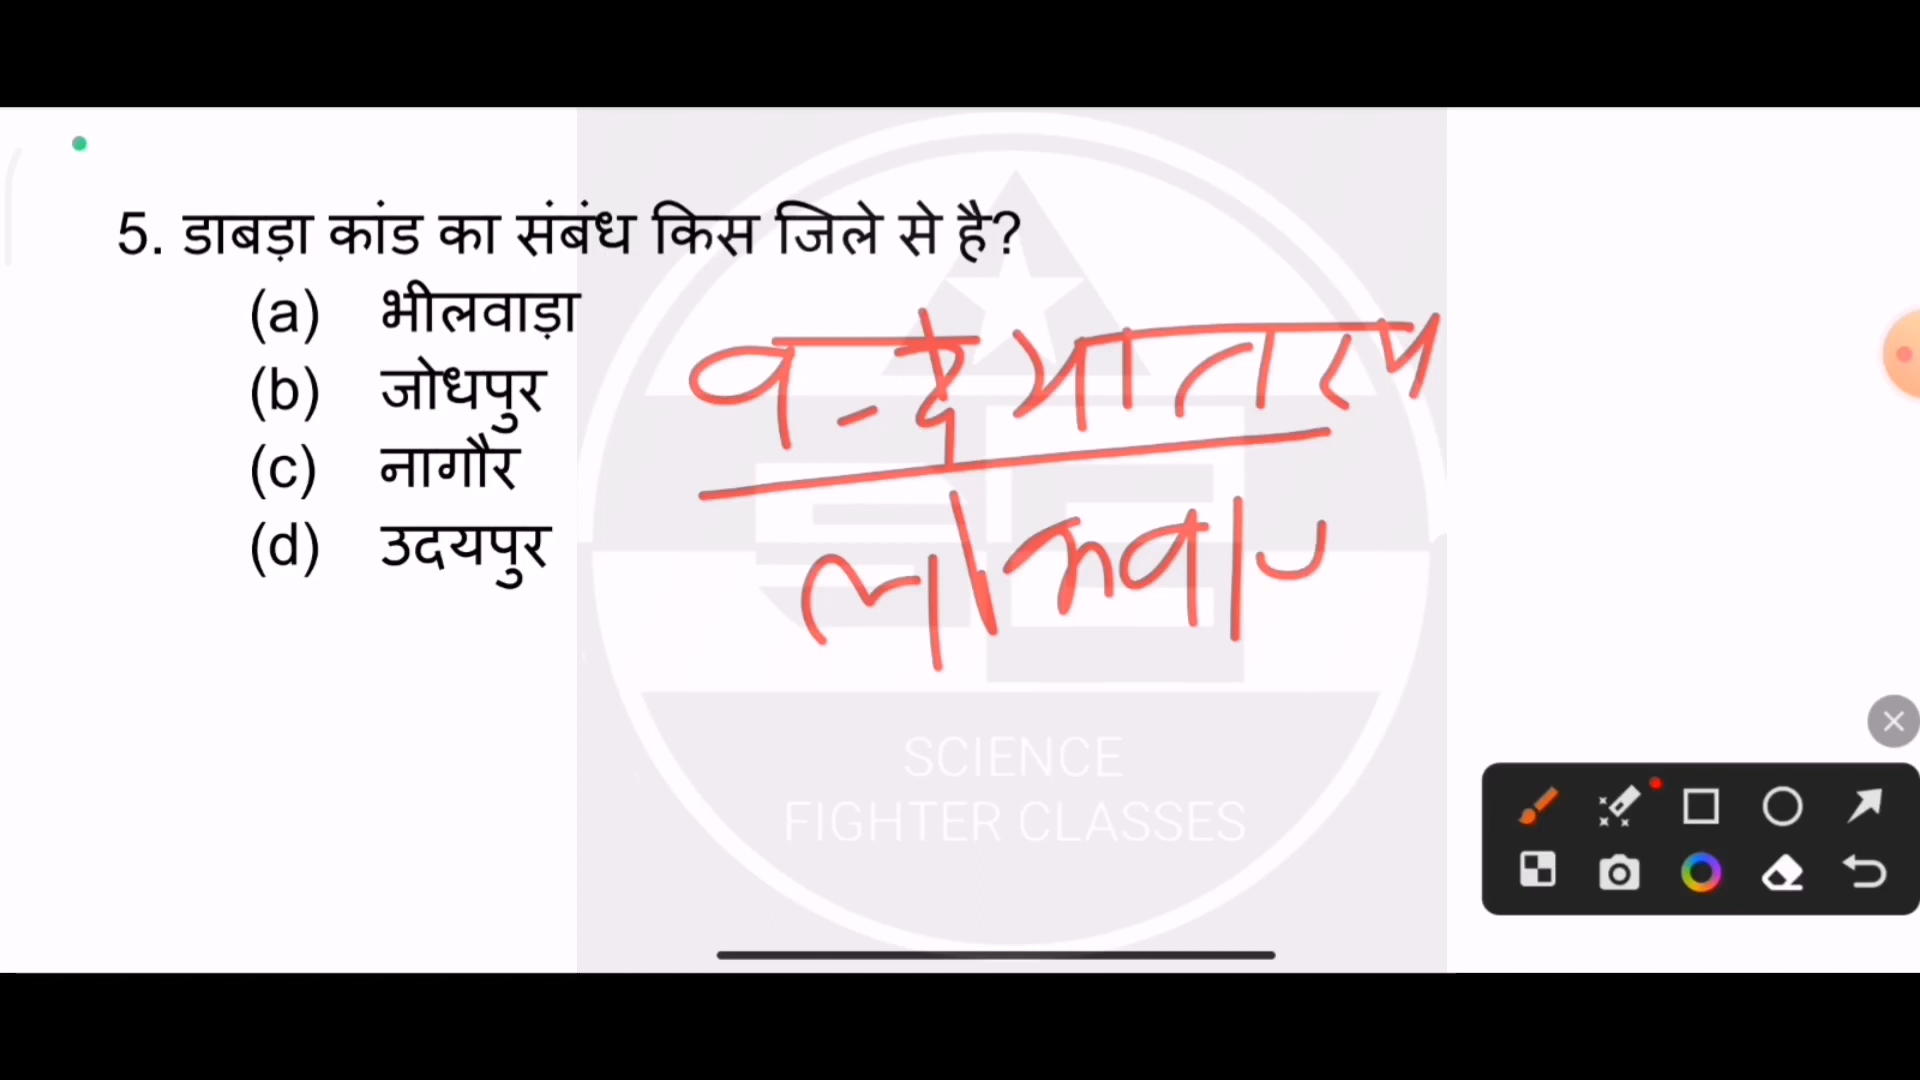 5. डाबड़ा कांड का संबंध किस जिले से है?
(a) भीलवाड़ा
(b) जोधपुर
(c) नागौर
(d) उदयपुर
SCIENCE
FIGHTER CLASSES